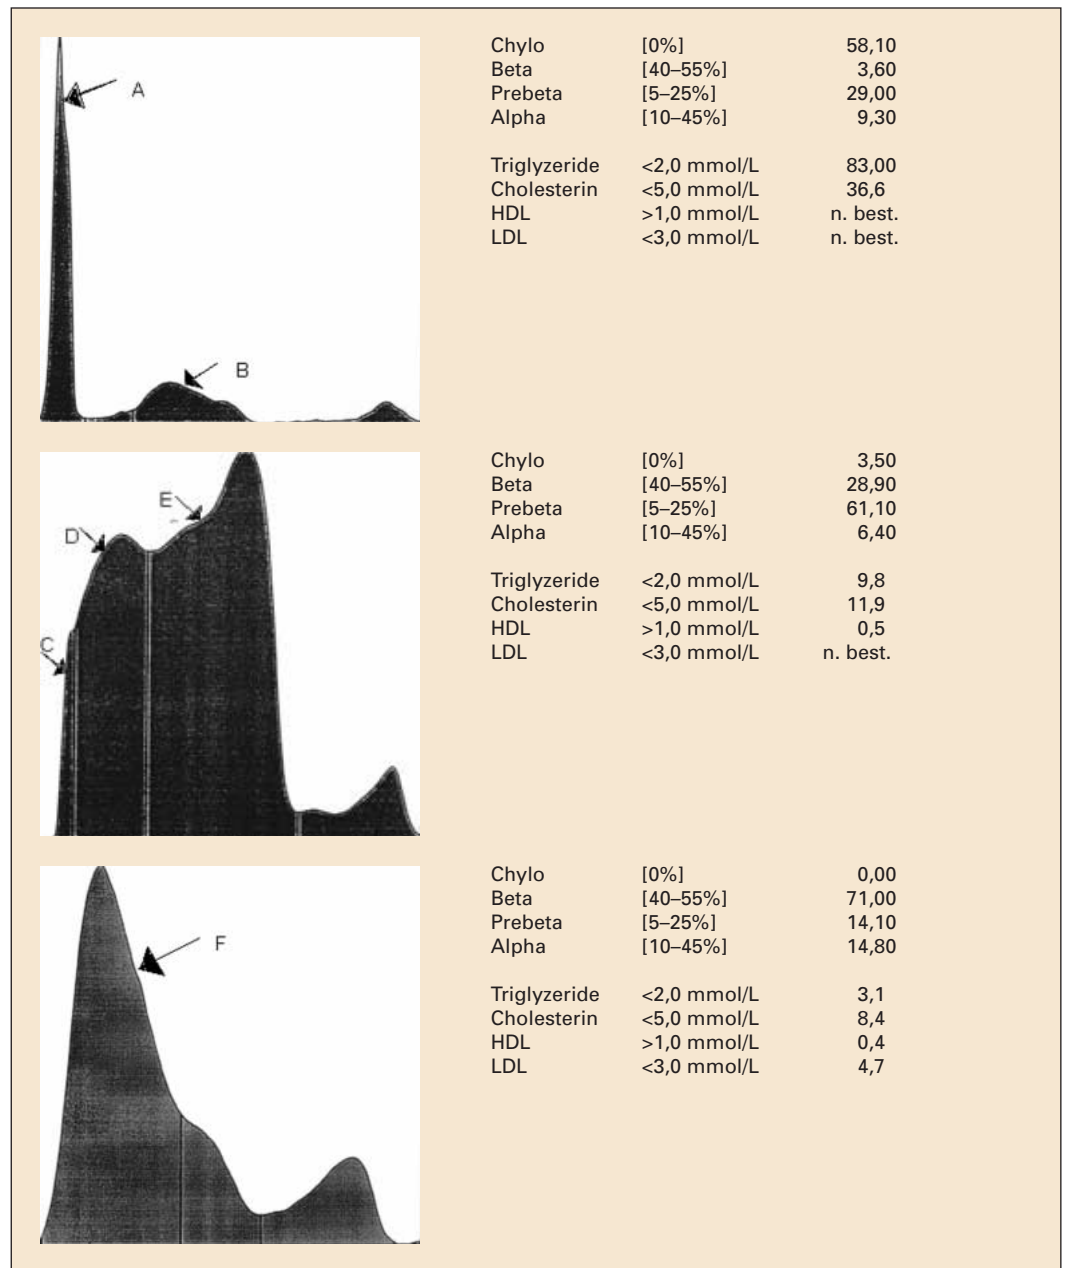 A
B
Chylo [0%] 58,10
Beta [40–55%] 3,60
Prebeta [5–25%] 29,00
Alpha [10–45%] 9,30
Triglyzeride <2,0 mmol/L 83,00
Cholesterin <5,0 mmol/L 36,6
HDL >1,0 mmol/L n. best.
LDL <3,0 mmol/L n. best.
E
D
C
Chylo [0%] 3,50
Beta [40–55%] 28,90
Prebeta [5–25%] 61,10
Alpha [10–45%] 6,40
Triglyzeride <2,0 mmol/L 9,8
Cholesterin <5,0 mmol/L 11,9
HDL >1,0 mmol/L 0,5
LDL <3,0 mmol/L n. best.
F
Chylo [0%] 0,00
Beta [40–55%] 71,00
Prebeta [5–25%] 14,10
Alpha [10–45%] 14,80
Triglyzeride <2,0 mmol/L 3,1
Cholesterin <5,0 mmol/L 8,4
HDL >1,0 mmol/L 0,4
LDL <3,0 mmol/L 4,7